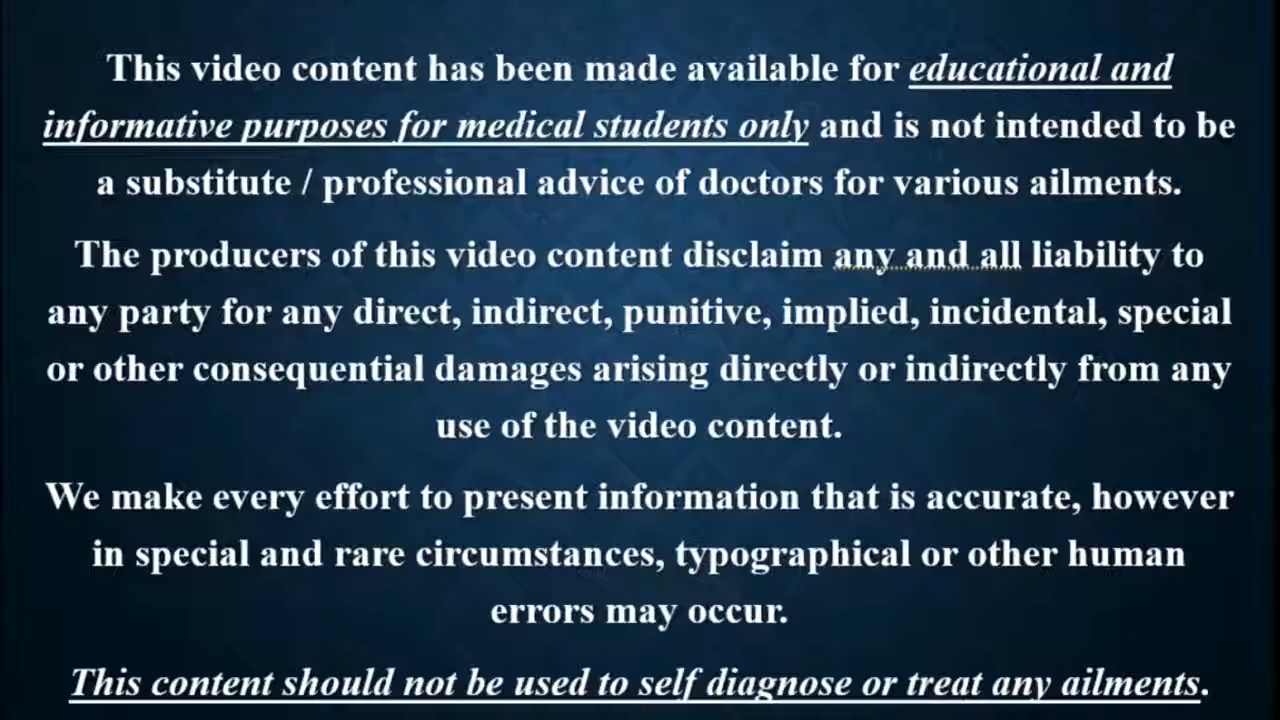 This video content has been made available for educational and
informative purposes for medical students only and is not intended to be
a substitute / professional advice of doctors for various ailments.
The producers of this video content disclaim any and all liability to
any party for any direct, indirect, punitive, implied, incidental, special
or other consequential damages arising directly or indirectly from any
use of the video content.
We make every effort to present information that is accurate, however
in special and rare circumstances, typographical or other human
errors may occur.
This content should not be used to self diagnose or treat any ailments.